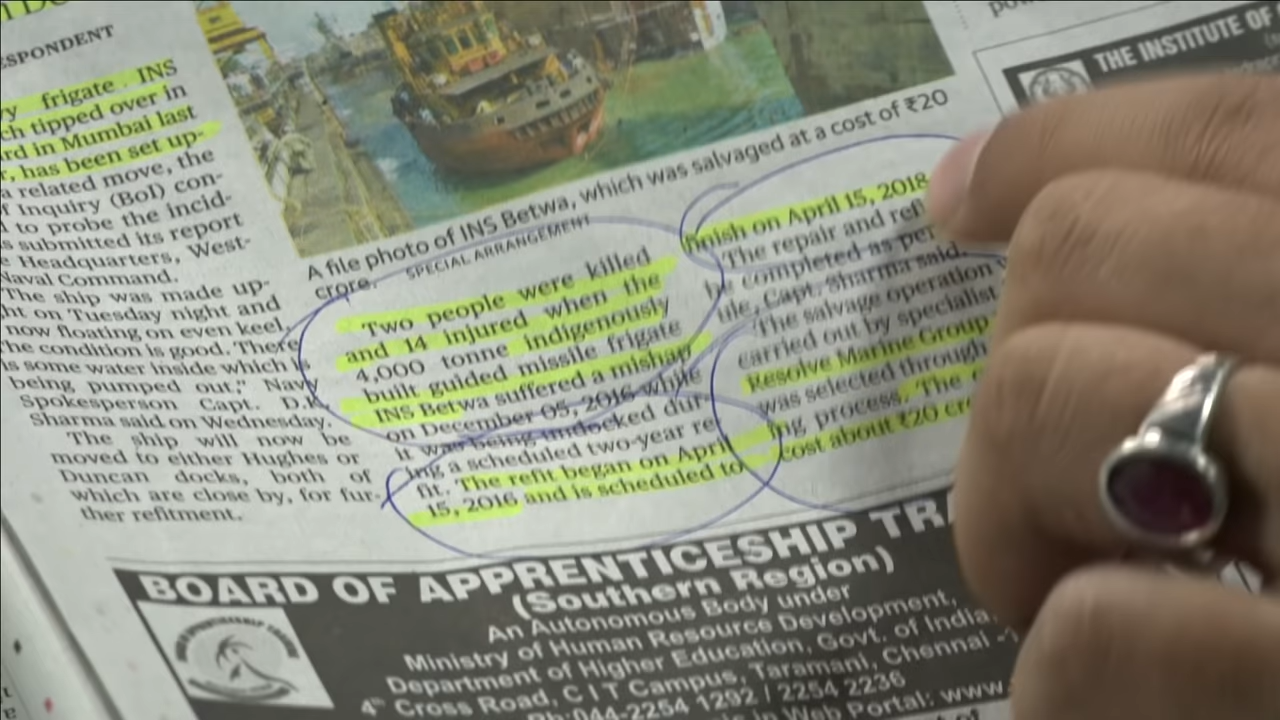 ESPONDENT
y frigate INS
ch tipped over in
rd in Mumbai last
r, has been set up-
a related move, the
f Inquiry (BoI) con-
d to probe the incid-
s submitted its report
e Headquarters, West-
Naval Command.
The ship was made up-
ht on Tuesday night and
now floating on even keel.
The condition is good. There
is some water inside which i
being pumped out," Navy
Spokesperson Capt. D.K.
Sharma said on Wednesday.
The ship will now be
moved to either Hughes or
Duncan docks, both of
which are close by, for fur-
ther refitment.
A file photo of INS Betwa, which was salvaged at a cost of ₹20
crore. SPECIAL ARRANGEMENT
Two people were killed
and 14 injured when the
4,000 tonne indigenously
built guided missile frigate
INS Betwa suffered a mishap
on December 05, 2016 while
it was being undocked dur-
ing a scheduled two-year re
fit. The refit began on April
15, 2016 and is scheduled to
finish on April 15, 2018
The repair and ref
be completed as per
ule, Capt. Sharma said.
The salvage operation
carried out by specialist
Resolve Marine Group
was selected through
ing process. The
cost about ₹20 cr
THE INSTITUTE OF
BOARD OF APPRENTICESHIP TRA
(Southern Region)
An Autonomous Body under
Ministry of Human Resource Development,
Department of Higher Education, Govt. of India,
4th Cross Road, C I T Campus, Taramani, Chennai -1
Ph:044-2254 1292 / 2254 2236
in Web Portal: www